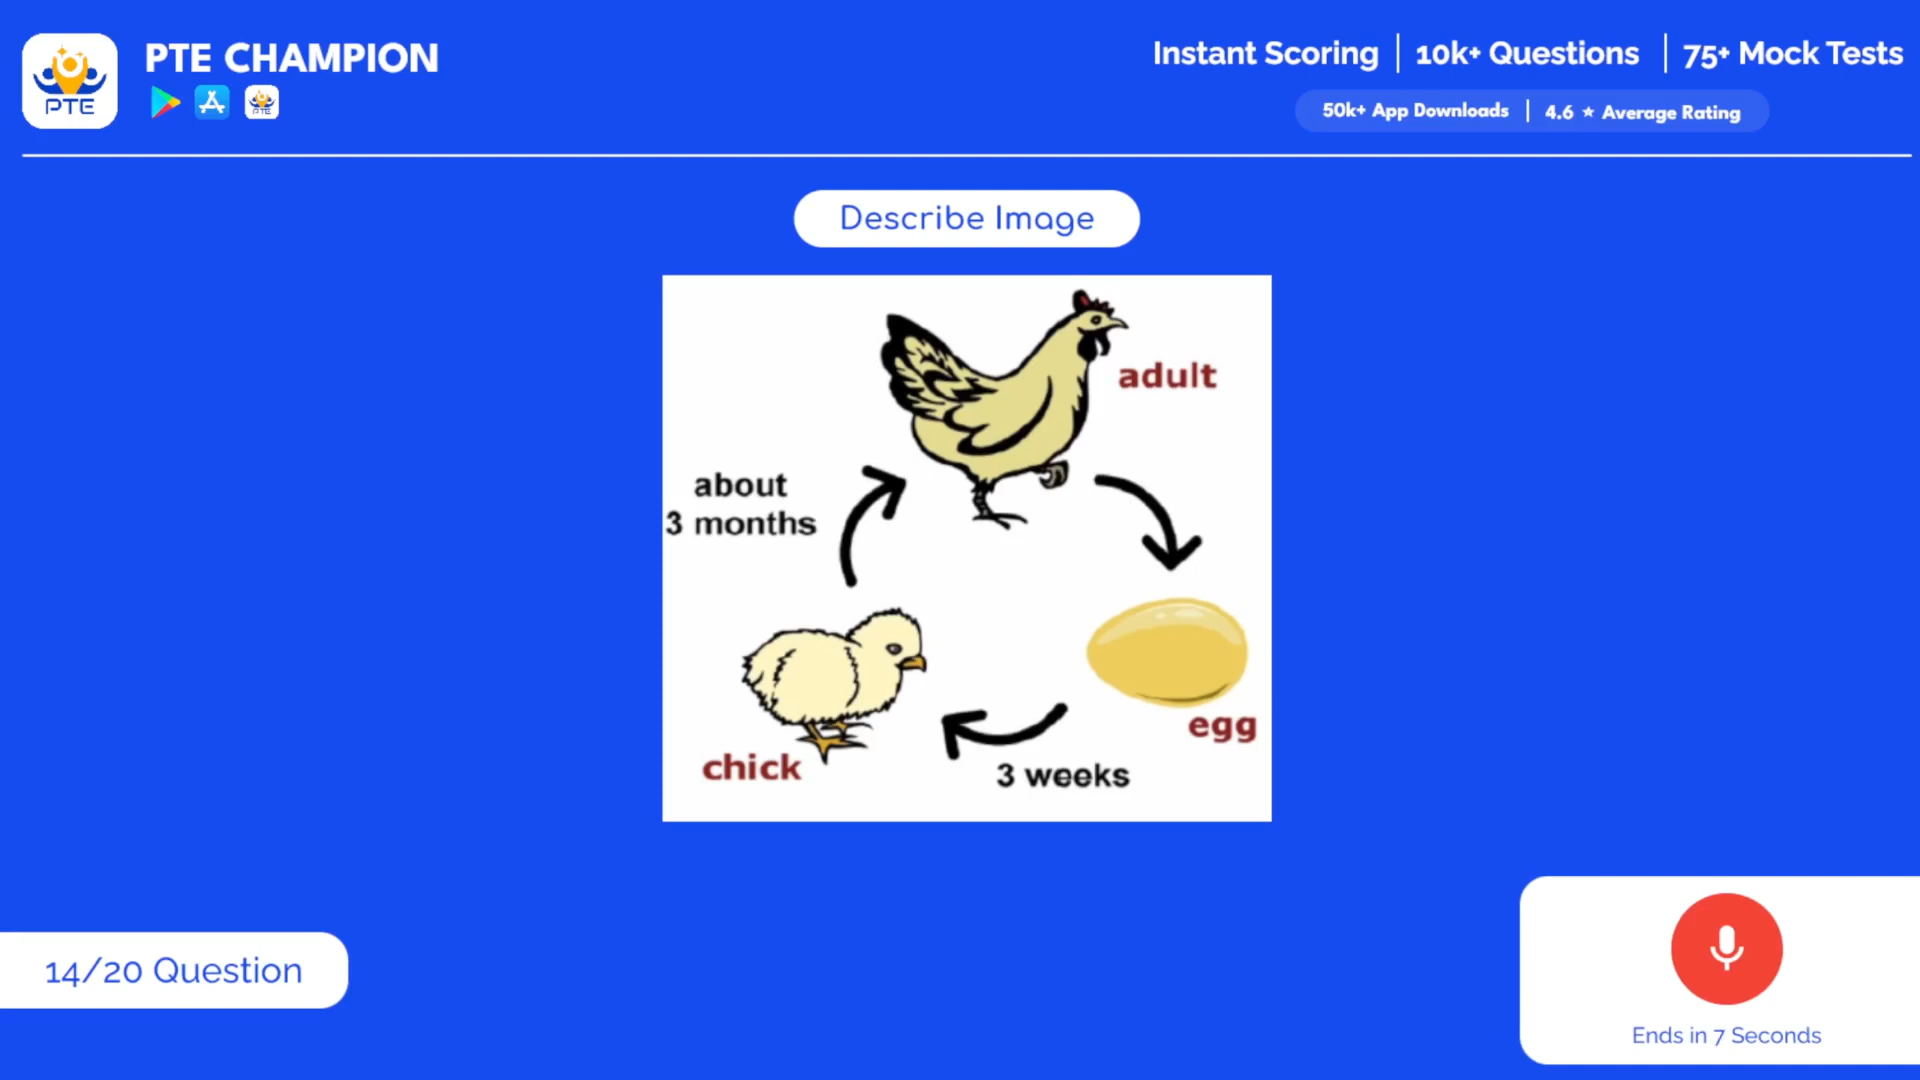 PTE CHAMPION
PTE
PTE
Instant Scoring | 10k+ Questions | 75+ Mock Tests
50k+ App Downloads | 4.6 ★ Average Rating
Describe Image
adult
about
3 months
egg
chick
3 weeks
14/20 Question
Ends in 7 Seconds